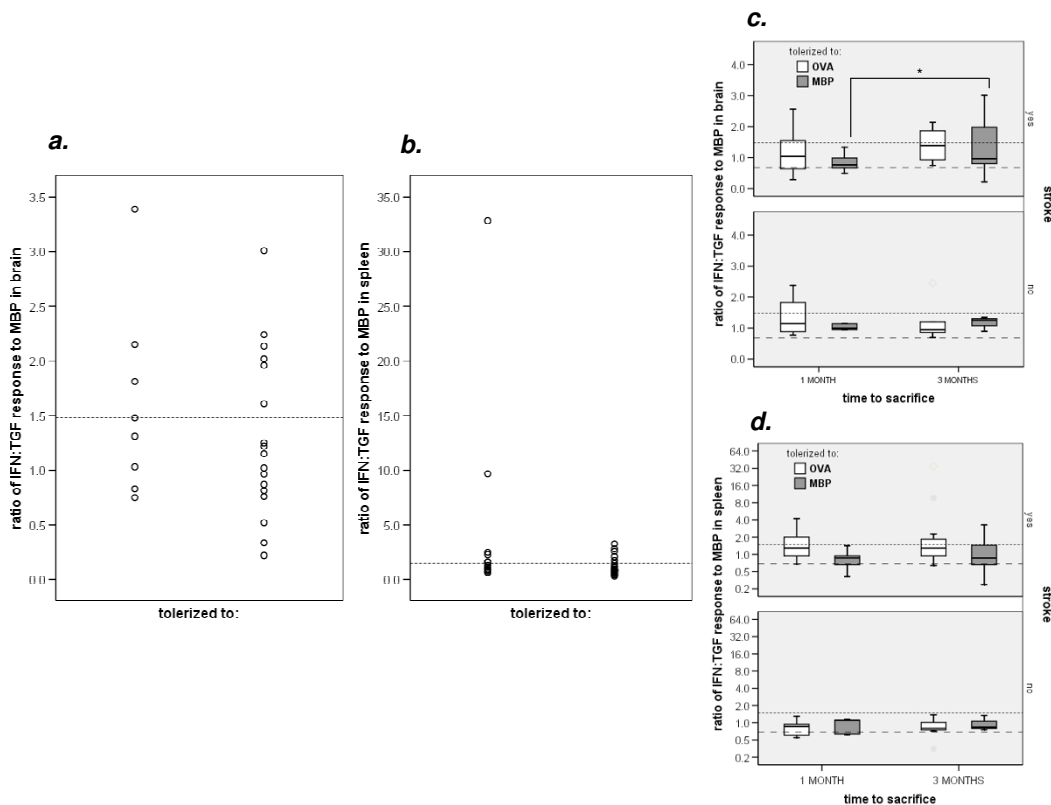 a.
ratio of IFN:TGF response to MBP in brain
3.5
3.0
2.5
2.0
1.5
1.0
0.5
0.0
tolerized to:
b.
ratio of IFN:TGF response to MBP in spleen
35.0
30.0
25.0
20.0
15.0
10.0
5.0
0.0
tolerized to:
c.
ratio of IFN:TGF response to MBP in brain
tolerized to:
OVA
MBP
*
4.0
3.0
2.0
1.0
0.0
yes
4.0
3.0
2.0
1.0
0.0
no
stroke
1 MONTH
3 MONTHS
time to sacrifice
d.
ratio of IFN:TGF response to MBP in spleen
tolerized to:
OVA
MBP
64.0
32.0
16.0
8.0
4.0
2.0
1.0
0.5
0.2
yes
64.0
32.0
16.0
8.0
4.0
2.0
1.0
0.5
0.2
no
stroke
1 MONTH
3 MONTHS
time to sacrifice